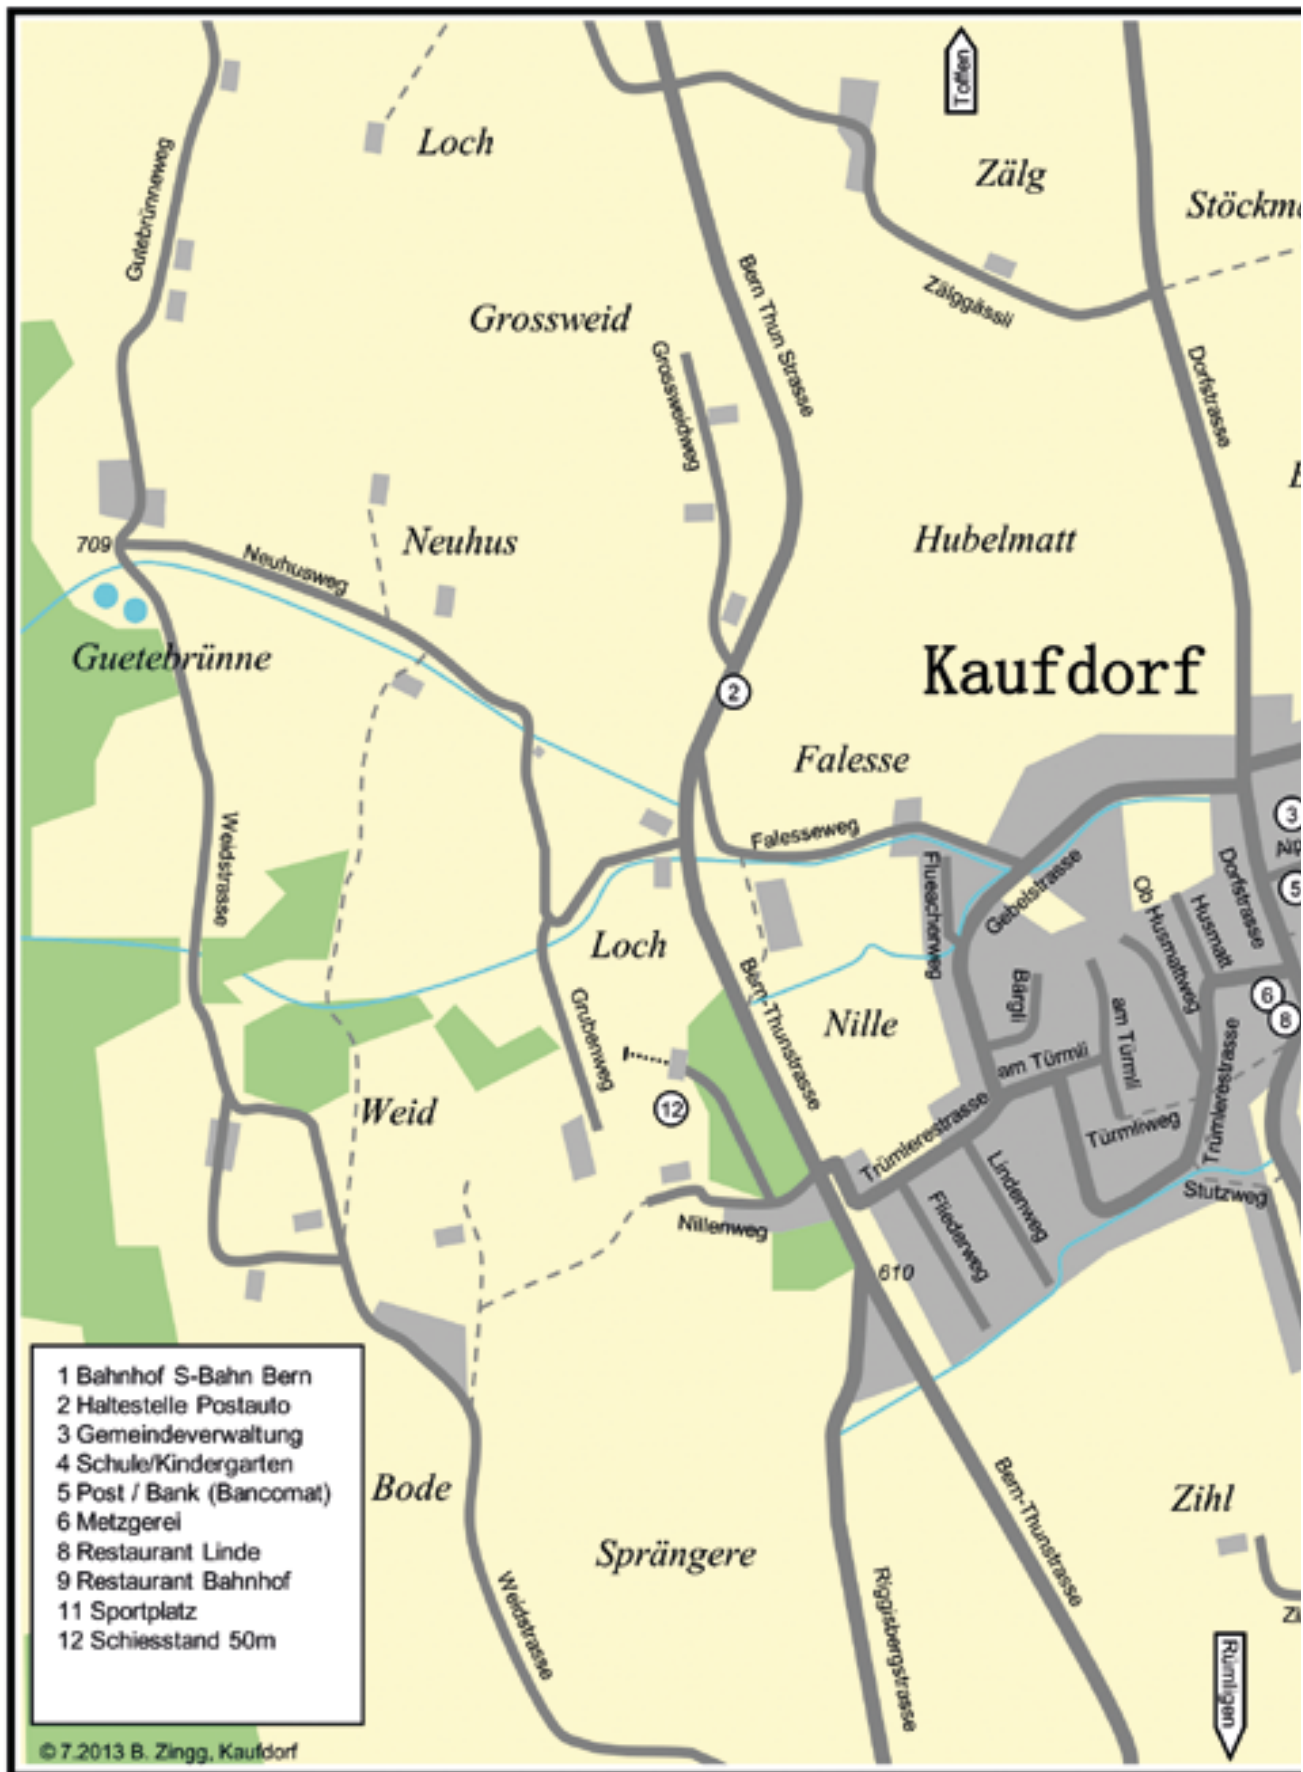 Toffen
Loch
Zälg
Gutebrünneweg
Grossweid
Bern Thun Strasse
Zälggässli
Grossweidweg
Dorfstrasse
Neuhus
Hubelmatt
709
Neuhusweg
Guetebrünne
Kaufdorf
2
Falesse
3
Weidstrasse
Falesseweg
Flueacherweg
Gebelstrasse
Ob Husmattweg
Husmatt
Dorfstrasse
5
Loch
Bern-Thunstrasse
Nille
Bärgli
am Türmli
6
8
Grubenweg
am Türmli
Trümlerestrasse
12
Weid
Trümlerestrasse
Türmliweg
Lindenweg
Fliederweg
Stutzweg
Nillenweg
610
1 Bahnhof S-Bahn Bern
2 Haltestelle Postauto
3 Gemeindeverwaltung
4 Schule/Kindergarten
5 Post / Bank (Bancomat)
6 Metzgerei
8 Restaurant Linde
9 Restaurant Bahnhof
11 Sportplatz
12 Schiesstand 50m
Bode
Sprängere
Bern-Thunstrasse
Zihl
Weidstrasse
Riggisbergstrasse
Rümligen
© 7.2013 B. Zingg, Kaufdorf